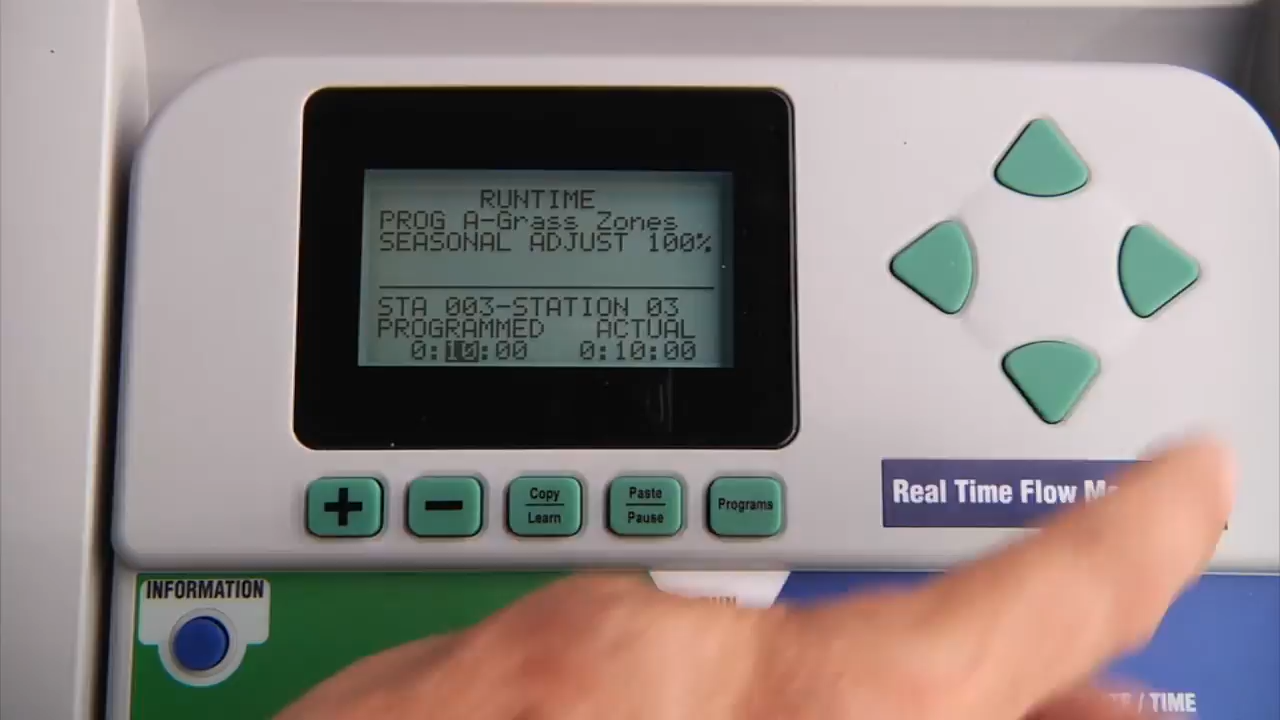 RUNTIME
PROG A-Grass Zones
SEASONAL ADJUST 100%
STA 003-STATION 03
PROGRAMMED ACTUAL
0:10:00 0:10:00
+ −
Copy
Learn
Paste
Pause
Programs
Real Time Flow
INFORMATION
/ TIME